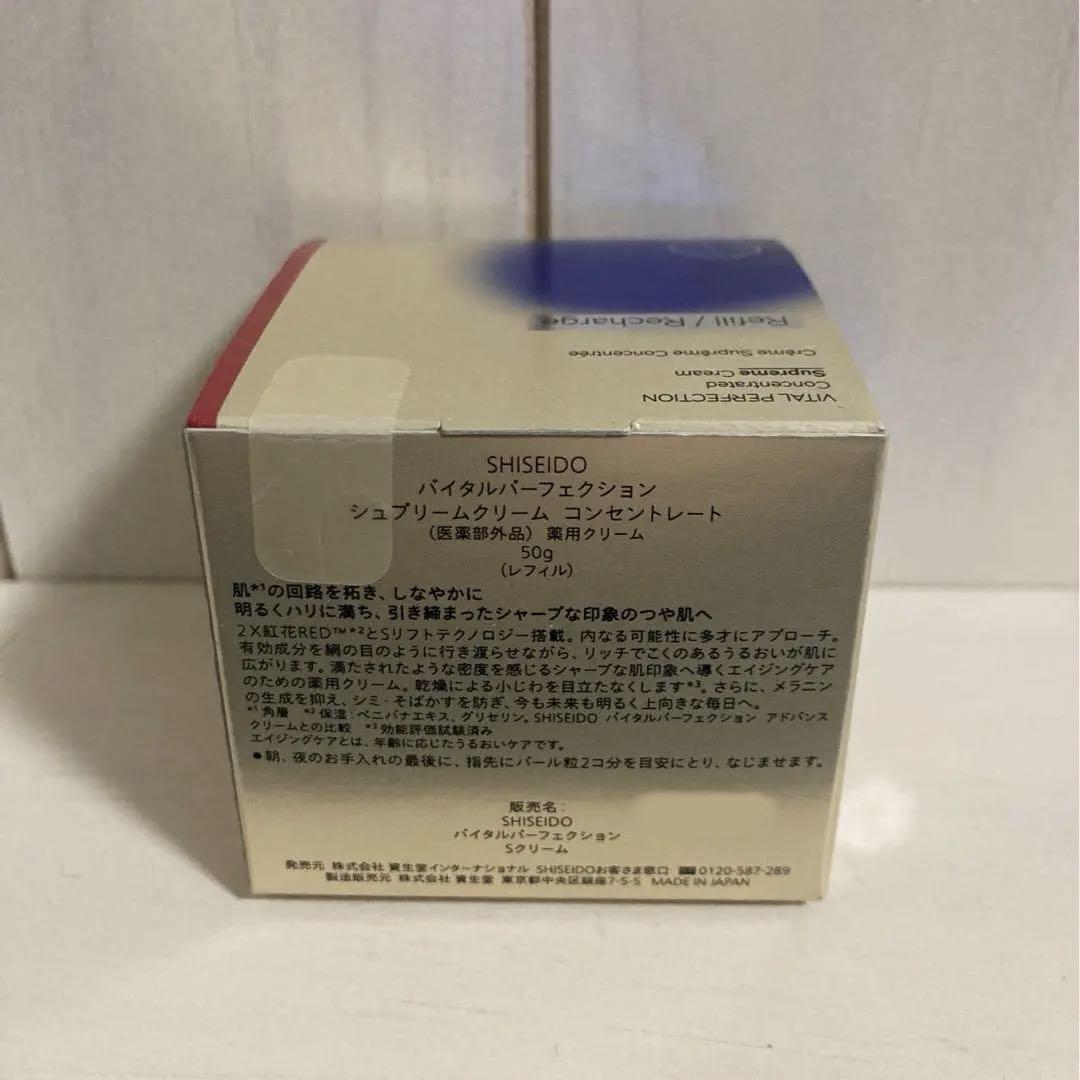 Refill / Recharge
Crème Suprême Concentrée
Supreme Cream
Concentrated
VITAL PERFECTION
SHISEIDO
バイタルパーフェクション
シュプリームクリーム コンセントレート
(医薬部外品) 薬用クリーム
50g
(レフィル)
肌*¹の回路を拓き、しなやかに
明るくハリに満ち、引き締まったシャープな印象のつや肌へ
2X紅花RED™*²とSリフトテクノロジー搭載。内なる可能性に多才にアプローチ。
有効成分を網の目のように行き渡らせながら、リッチでこくのあるうるおいが肌に
広がります。満たされたような密度を感じるシャープな肌印象へ導くエイジングケア
のための薬用クリーム。乾燥による小じわを目立たなくします*³。さらに、メラニン
の生成を抑え、シミ・そばかすを防ぎ、今も未来も明るく上向きな毎日へ。
*¹ 角層 *² 保湿:ベニバナエキス、グリセリン。SHISEIDO バイタルパーフェクション アドバンス
クリームとの比較 *³ 効能評価試験済み
エイジングケアとは、年齢に応じたうるおいケアです。
●朝、夜のお手入れの最後に、指先にパール粒2コ分を目安にとり、なじませます。
販売名:
SHISEIDO
バイタルパーフェクション
Sクリーム
発売元 株式会社 資生堂インターナショナル SHISEIDOお客さま窓口 0120-587-289
製造販売元 株式会社 資生堂 東京都中央区銀座7-5-5 MADE IN JAPAN